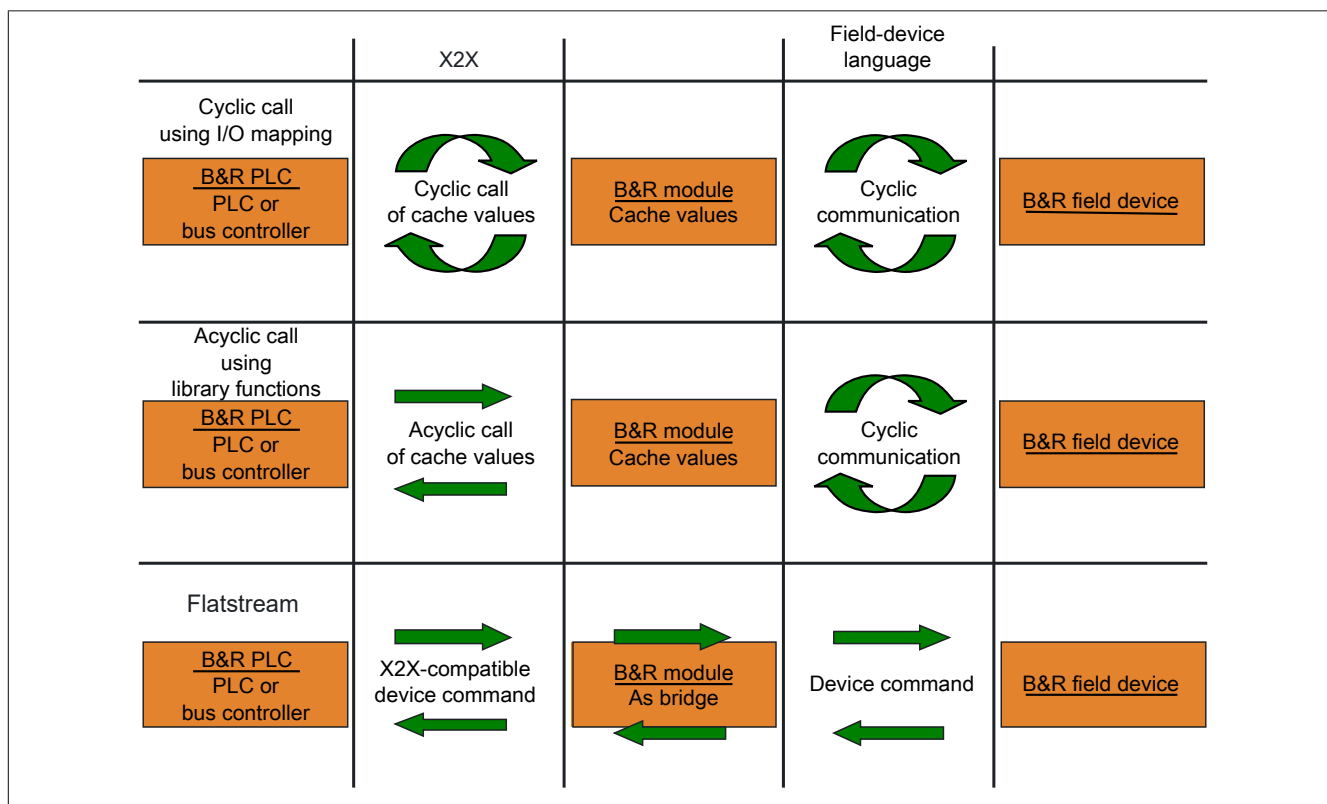 X2X
Field-device
language
Cyclic call
using I/O mapping
B&R PLC
PLC or
bus controller
Cyclic call
of cache values
B&R module
Cache values
Cyclic
communication
B&R field device
Acyclic call
using
library functions
B&R PLC
PLC or
bus controller
Acyclic call
of cache values
B&R module
Cache values
Cyclic
communication
B&R field device
Flatstream
B&R PLC
PLC or
bus controller
X2X-compatible
device command
B&R module
As bridge
Device command
B&R field device